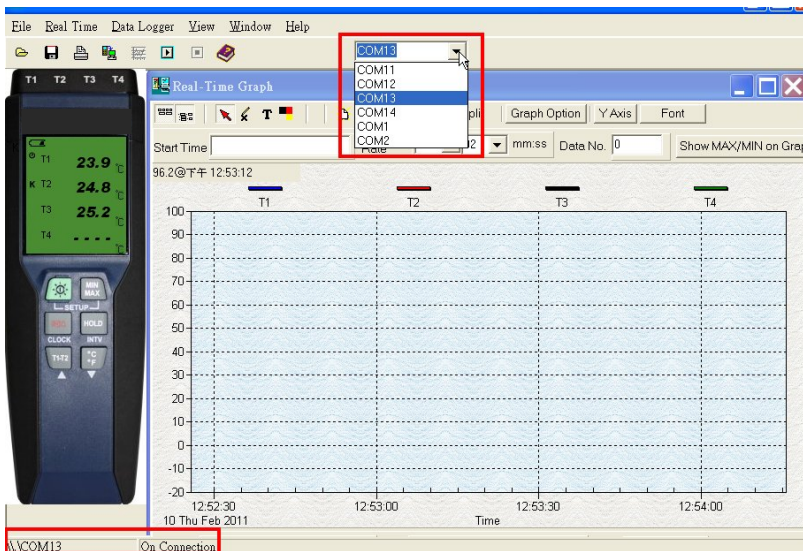 File Real Time Data Logger View Window Help
COM13
COM11
COM12
COM13
COM14
COM1
COM2
T1 T2 T3 T4
T1 23.9 ℃
K T2 24.8 ℃
T3 25.2 ℃
T4 - - - - ℃
MIN MAX
SETUP
REC HOLD
CLOCK INTV
T1-T2 °C °F
Real-Time Graph
T Graph Option Y Axis Font
Start Time Rate mm:ss Data No. 0 Show MAX/MIN on Gra
96.2@下午 12:53:12
T1 T2 T3 T4
100
90
80
70
60
50
40
30
20
10
0
-10
-20
12:52:30 12:53:00 12:53:30 12:54:00
10 Thu Feb 2011 Time
\\.\COM13 On Connection